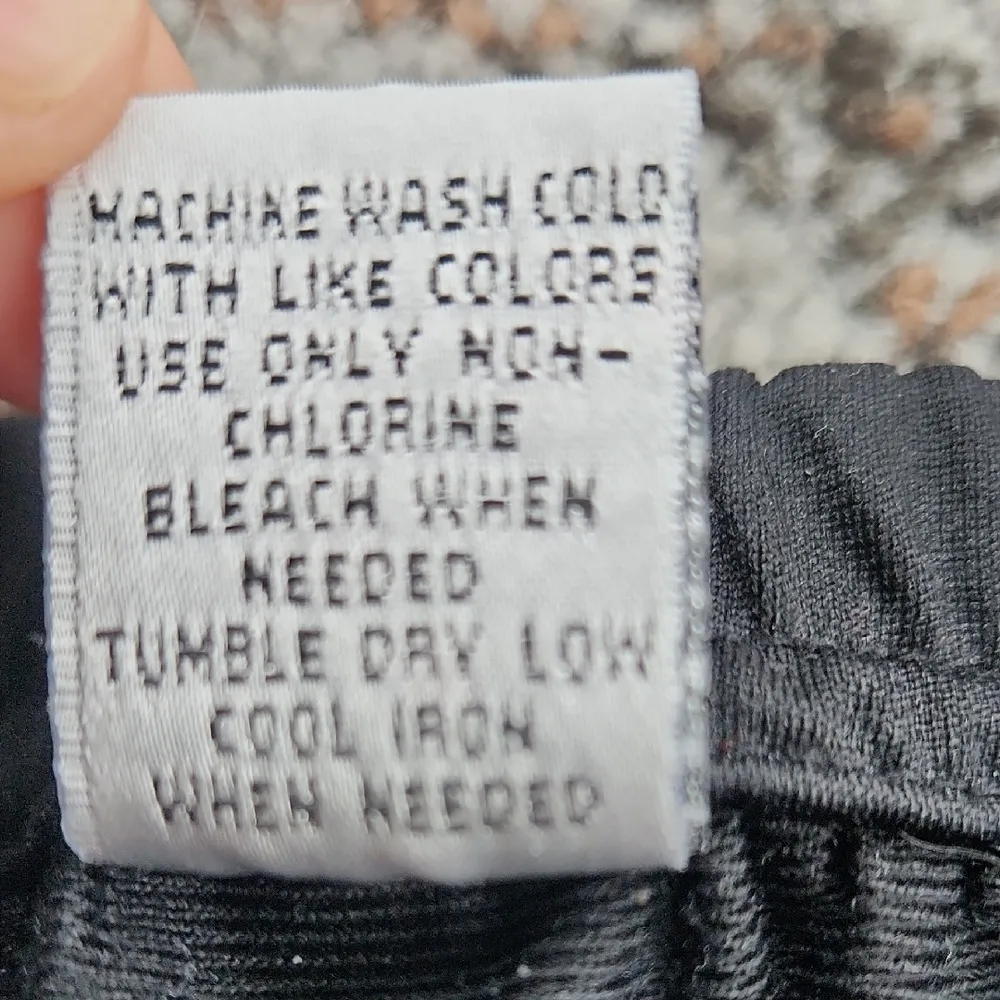 MACHINE WASH COLD
WITH LIKE COLORS
USE ONLY NON-
CHLORINE
BLEACH WHEN
NEEDED
TUMBLE DRY LOW
COOL IRON
WHEN NEEDED